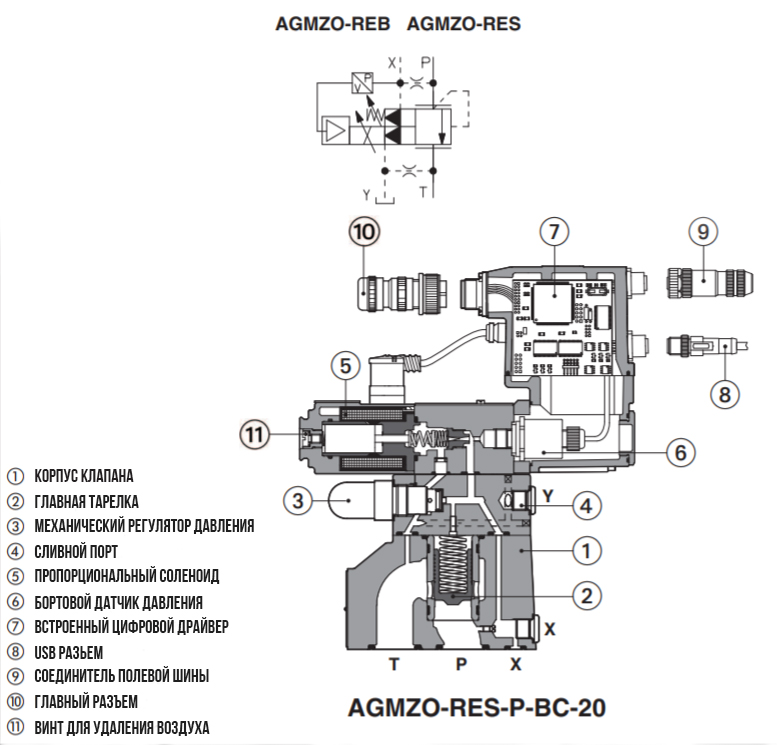 AGMZO-REB AGMZO-RES
X P
P
V
Y T
10 7 9
5 8
11 6
3 Y 4
1
2
X
T P X
AGMZO-RES-P-BC-20
1 КОРПУС КЛАПАНА
2 ГЛАВНАЯ ТАРЕЛКА
3 МЕХАНИЧЕСКИЙ РЕГУЛЯТОР ДАВЛЕНИЯ
4 СЛИВНОЙ ПОРТ
5 ПРОПОРЦИОНАЛЬНЫЙ СОЛЕНОИД
6 БОРТОВОЙ ДАТЧИК ДАВЛЕНИЯ
7 ВСТРОЕННЫЙ ЦИФРОВОЙ ДРАЙВЕР
8 USB РАЗЬЕМ
9 СОЕДИНИТЕЛЬ ПОЛЕВОЙ ШИНЫ
10 ГЛАВНЫЙ РАЗЪЕМ
11 ВИНТ ДЛЯ УДАЛЕНИЯ ВОЗДУХА